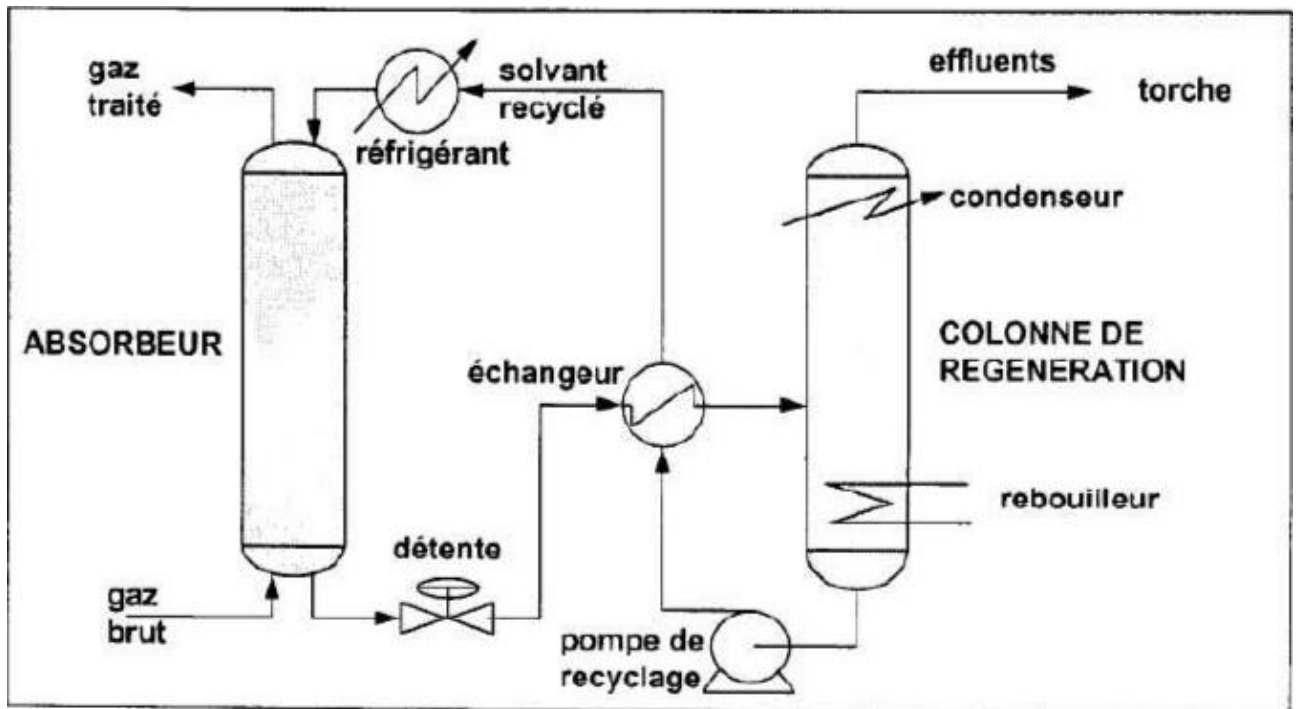 gaz
traité
solvant
recyclé
réfrigérant
effluents
torche
condenseur
ABSORBEUR
COLONNE DE
REGENERATION
échangeur
rebouilleur
détente
gaz
brut
pompe de
recyclage